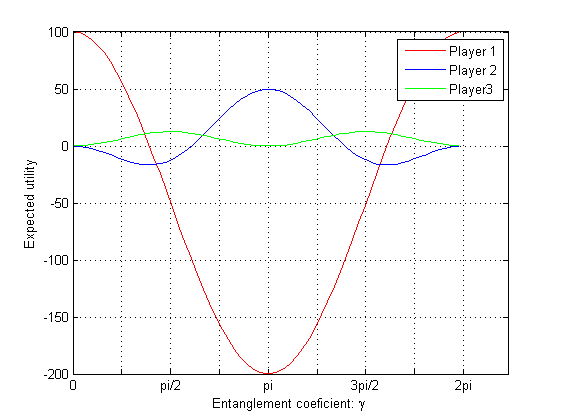 100
50
0
-50
-100
-150
-200
0
pi/2
pi
3pi/2
2pi
Expected utility
Entanglement coeficient: γ
Player 1
Player 2
Player3